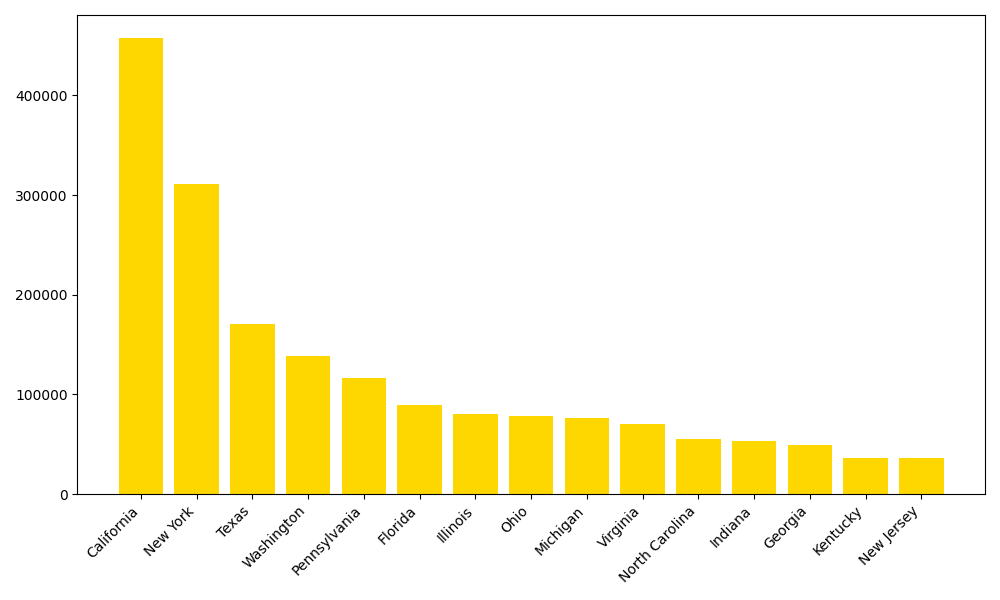 400000
300000
200000
100000
0
California
New York
Texas
Washington
Pennsylvania
Florida
Illinois
Ohio
Michigan
Virginia
North Carolina
Indiana
Georgia
Kentucky
New Jersey